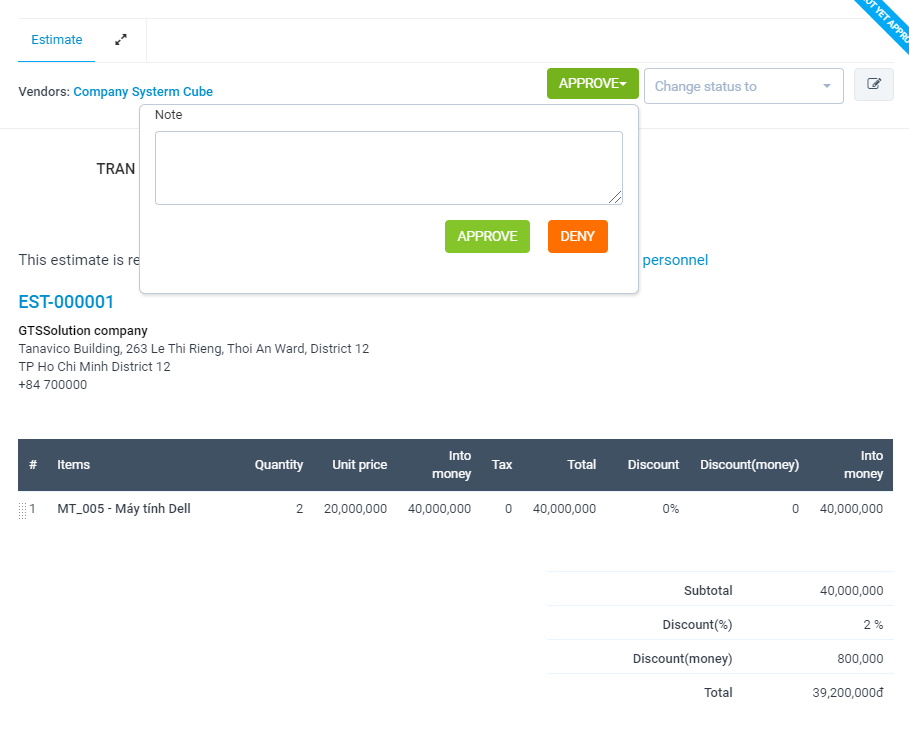 NOT YET APPRO
Estimate
Vendors: Company Systerm Cube
APPROVE
Change status to
Note
TRAN
APPROVE
DENY
This estimate is re
personnel
EST-000001
GTSSolution company
Tanavico Building, 263 Le Thi Rieng, Thoi An Ward, District 12
TP Ho Chi Minh District 12
+84 700000
# Items Quantity Unit price Into money Tax Total Discount Discount(money) Into money
1 MT_005 - Máy tính Dell 2 20,000,000 40,000,000 0 40,000,000 0% 0 40,000,000
Subtotal 40,000,000
Discount(%) 2 %
Discount(money) 800,000
Total 39,200,000đ